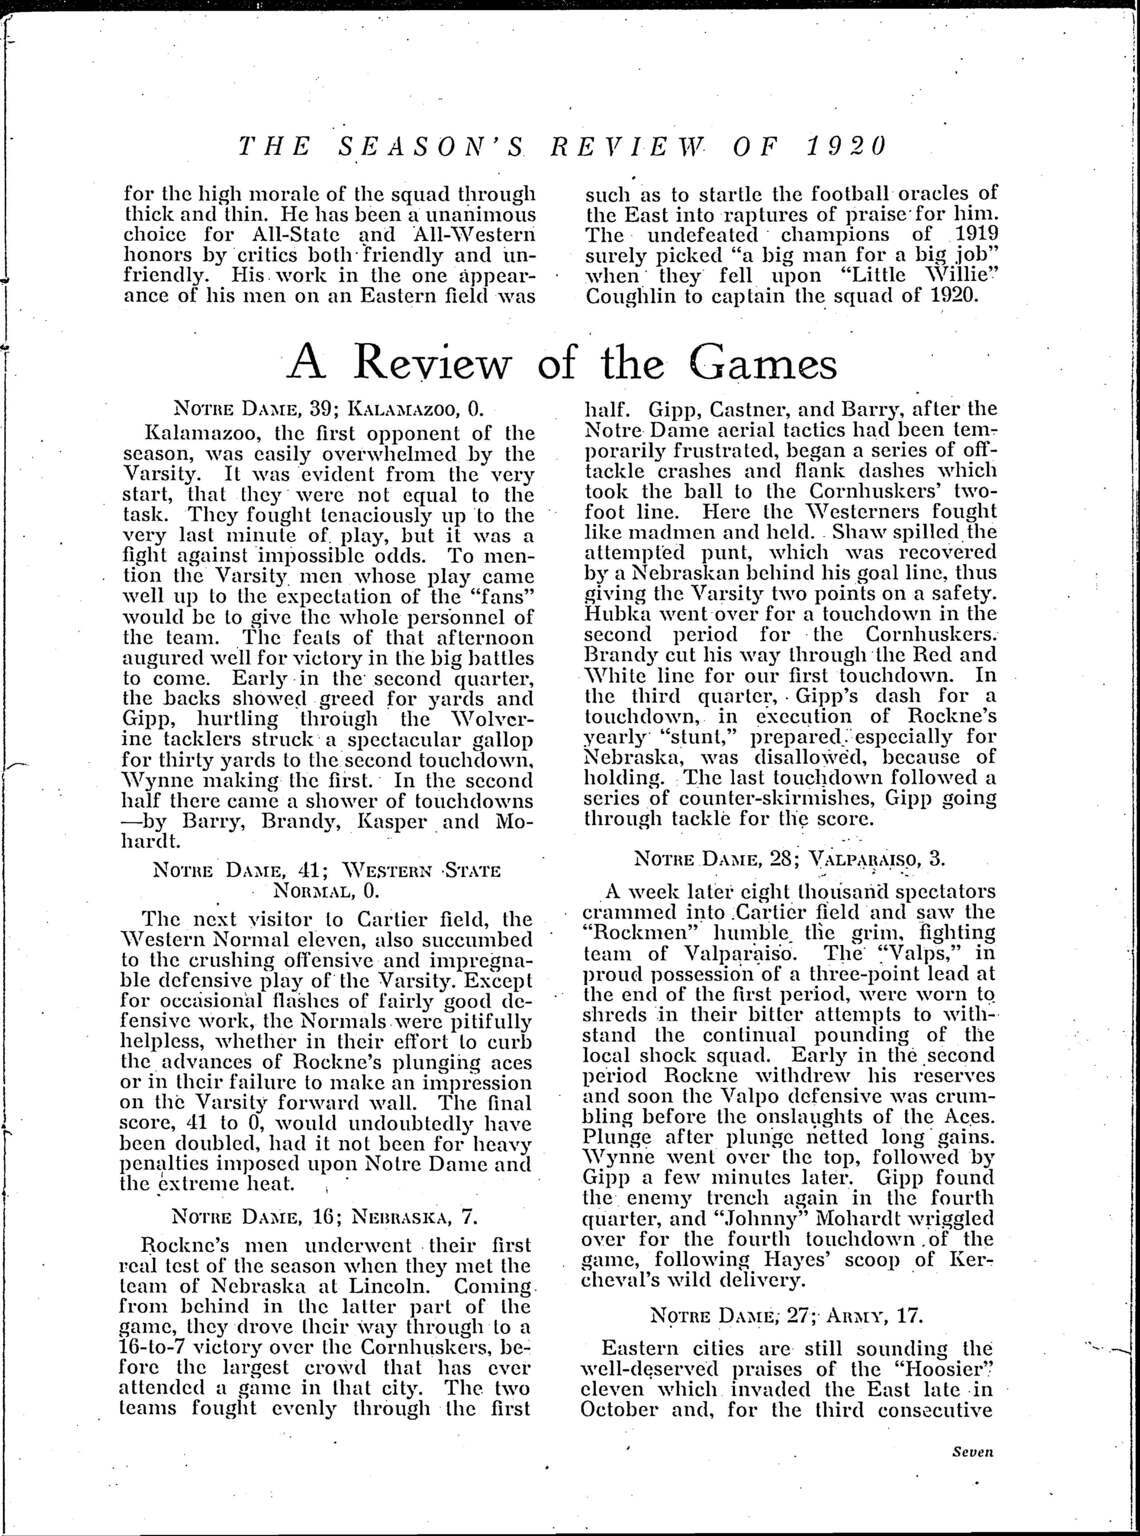 THE SEASON'S REVIEW OF 1920
for the high morale of the squad through
thick and thin. He has been a unanimous
choice for All-State and All-Western
honors by critics both friendly and un-
friendly. His work in the one appear-
ance of his men on an Eastern field was
such as to startle the football oracles of
the East into raptures of praise for him.
The undefeated champions of 1919
surely picked "a big man for a big job"
when they fell upon "Little Willie"
Coughlin to captain the squad of 1920.
A Review of the Games
NOTRE DAME, 39; KALAMAZOO, 0.
Kalamazoo, the first opponent of the
season, was easily overwhelmed by the
Varsity. It was evident from the very
start, that they were not equal to the
task. They fought tenaciously up to the
very last minute of play, but it was a
fight against impossible odds. To men-
tion the Varsity men whose play came
well up to the expectation of the "fans"
would be to give the whole personnel of
the team. The feats of that afternoon
augured well for victory in the big battles
to come. Early in the second quarter,
the backs showed greed for yards and
Gipp, hurtling through the Wolver-
ine tacklers struck a spectacular gallop
for thirty yards to the second touchdown,
Wynne making the first. In the second
half there came a shower of touchdowns
—by Barry, Brandy, Kasper and Mo-
hardt.
NOTRE DAME, 41; WESTERN STATE
NORMAL, 0.
The next visitor to Cartier field, the
Western Normal eleven, also succumbed
to the crushing offensive and impregna-
ble defensive play of the Varsity. Except
for occasional flashes of fairly good de-
fensive work, the Normals were pitifully
helpless, whether in their effort to curb
the advances of Rockne's plunging aces
or in their failure to make an impression
on the Varsity forward wall. The final
score, 41 to 0, would undoubtedly have
been doubled, had it not been for heavy
penalties imposed upon Notre Dame and
the extreme heat.
NOTRE DAME, 16; NEBRASKA, 7.
Rockne's men underwent their first
real test of the season when they met the
team of Nebraska at Lincoln. Coming
from behind in the latter part of the
game, they drove their way through to a
16-to-7 victory over the Cornhuskers, be-
fore the largest crowd that has ever
attended a game in that city. The two
teams fought evenly through the first
half. Gipp, Castner, and Barry, after the
Notre Dame aerial tactics had been tem-
porarily frustrated, began a series of off-
tackle crashes and flank dashes which
took the ball to the Cornhuskers' two-
foot line. Here the Westerners fought
like madmen and held. Shaw spilled the
attempted punt, which was recovered
by a Nebraskan behind his goal line, thus
giving the Varsity two points on a safety.
Hubka went over for a touchdown in the
second period for the Cornhuskers.
Brandy cut his way through the Red and
White line for our first touchdown. In
the third quarter, Gipp's dash for a
touchdown, in execution of Rockne's
yearly "stunt," prepared especially for
Nebraska, was disallowed, because of
holding. The last touchdown followed a
series of counter-skirmishes, Gipp going
through tackle for the score.
NOTRE DAME, 28; VALPARAISO, 3.
A week later eight thousand spectators
crammed into Cartier field and saw the
"Rockmen" humble the grim, fighting
team of Valparaiso. The "Valps," in
proud possession of a three-point lead at
the end of the first period, were worn to
shreds in their bitter attempts to with-
stand the continual pounding of the
local shock squad. Early in the second
period Rockne withdrew his reserves
and soon the Valpo defensive was crum-
bling before the onslaughts of the Aces.
Plunge after plunge netted long gains.
Wynne went over the top, followed by
Gipp a few minutes later. Gipp found
the enemy trench again in the fourth
quarter, and "Johnny" Mohardt wriggled
over for the fourth touchdown of the
game, following Hayes' scoop of Ker-
cheval's wild delivery.
NOTRE DAME, 27; ARMY, 17.
Eastern cities are still sounding the
well-deserved praises of the "Hoosier"
eleven which invaded the East late in
October and, for the third consecutive
Seven